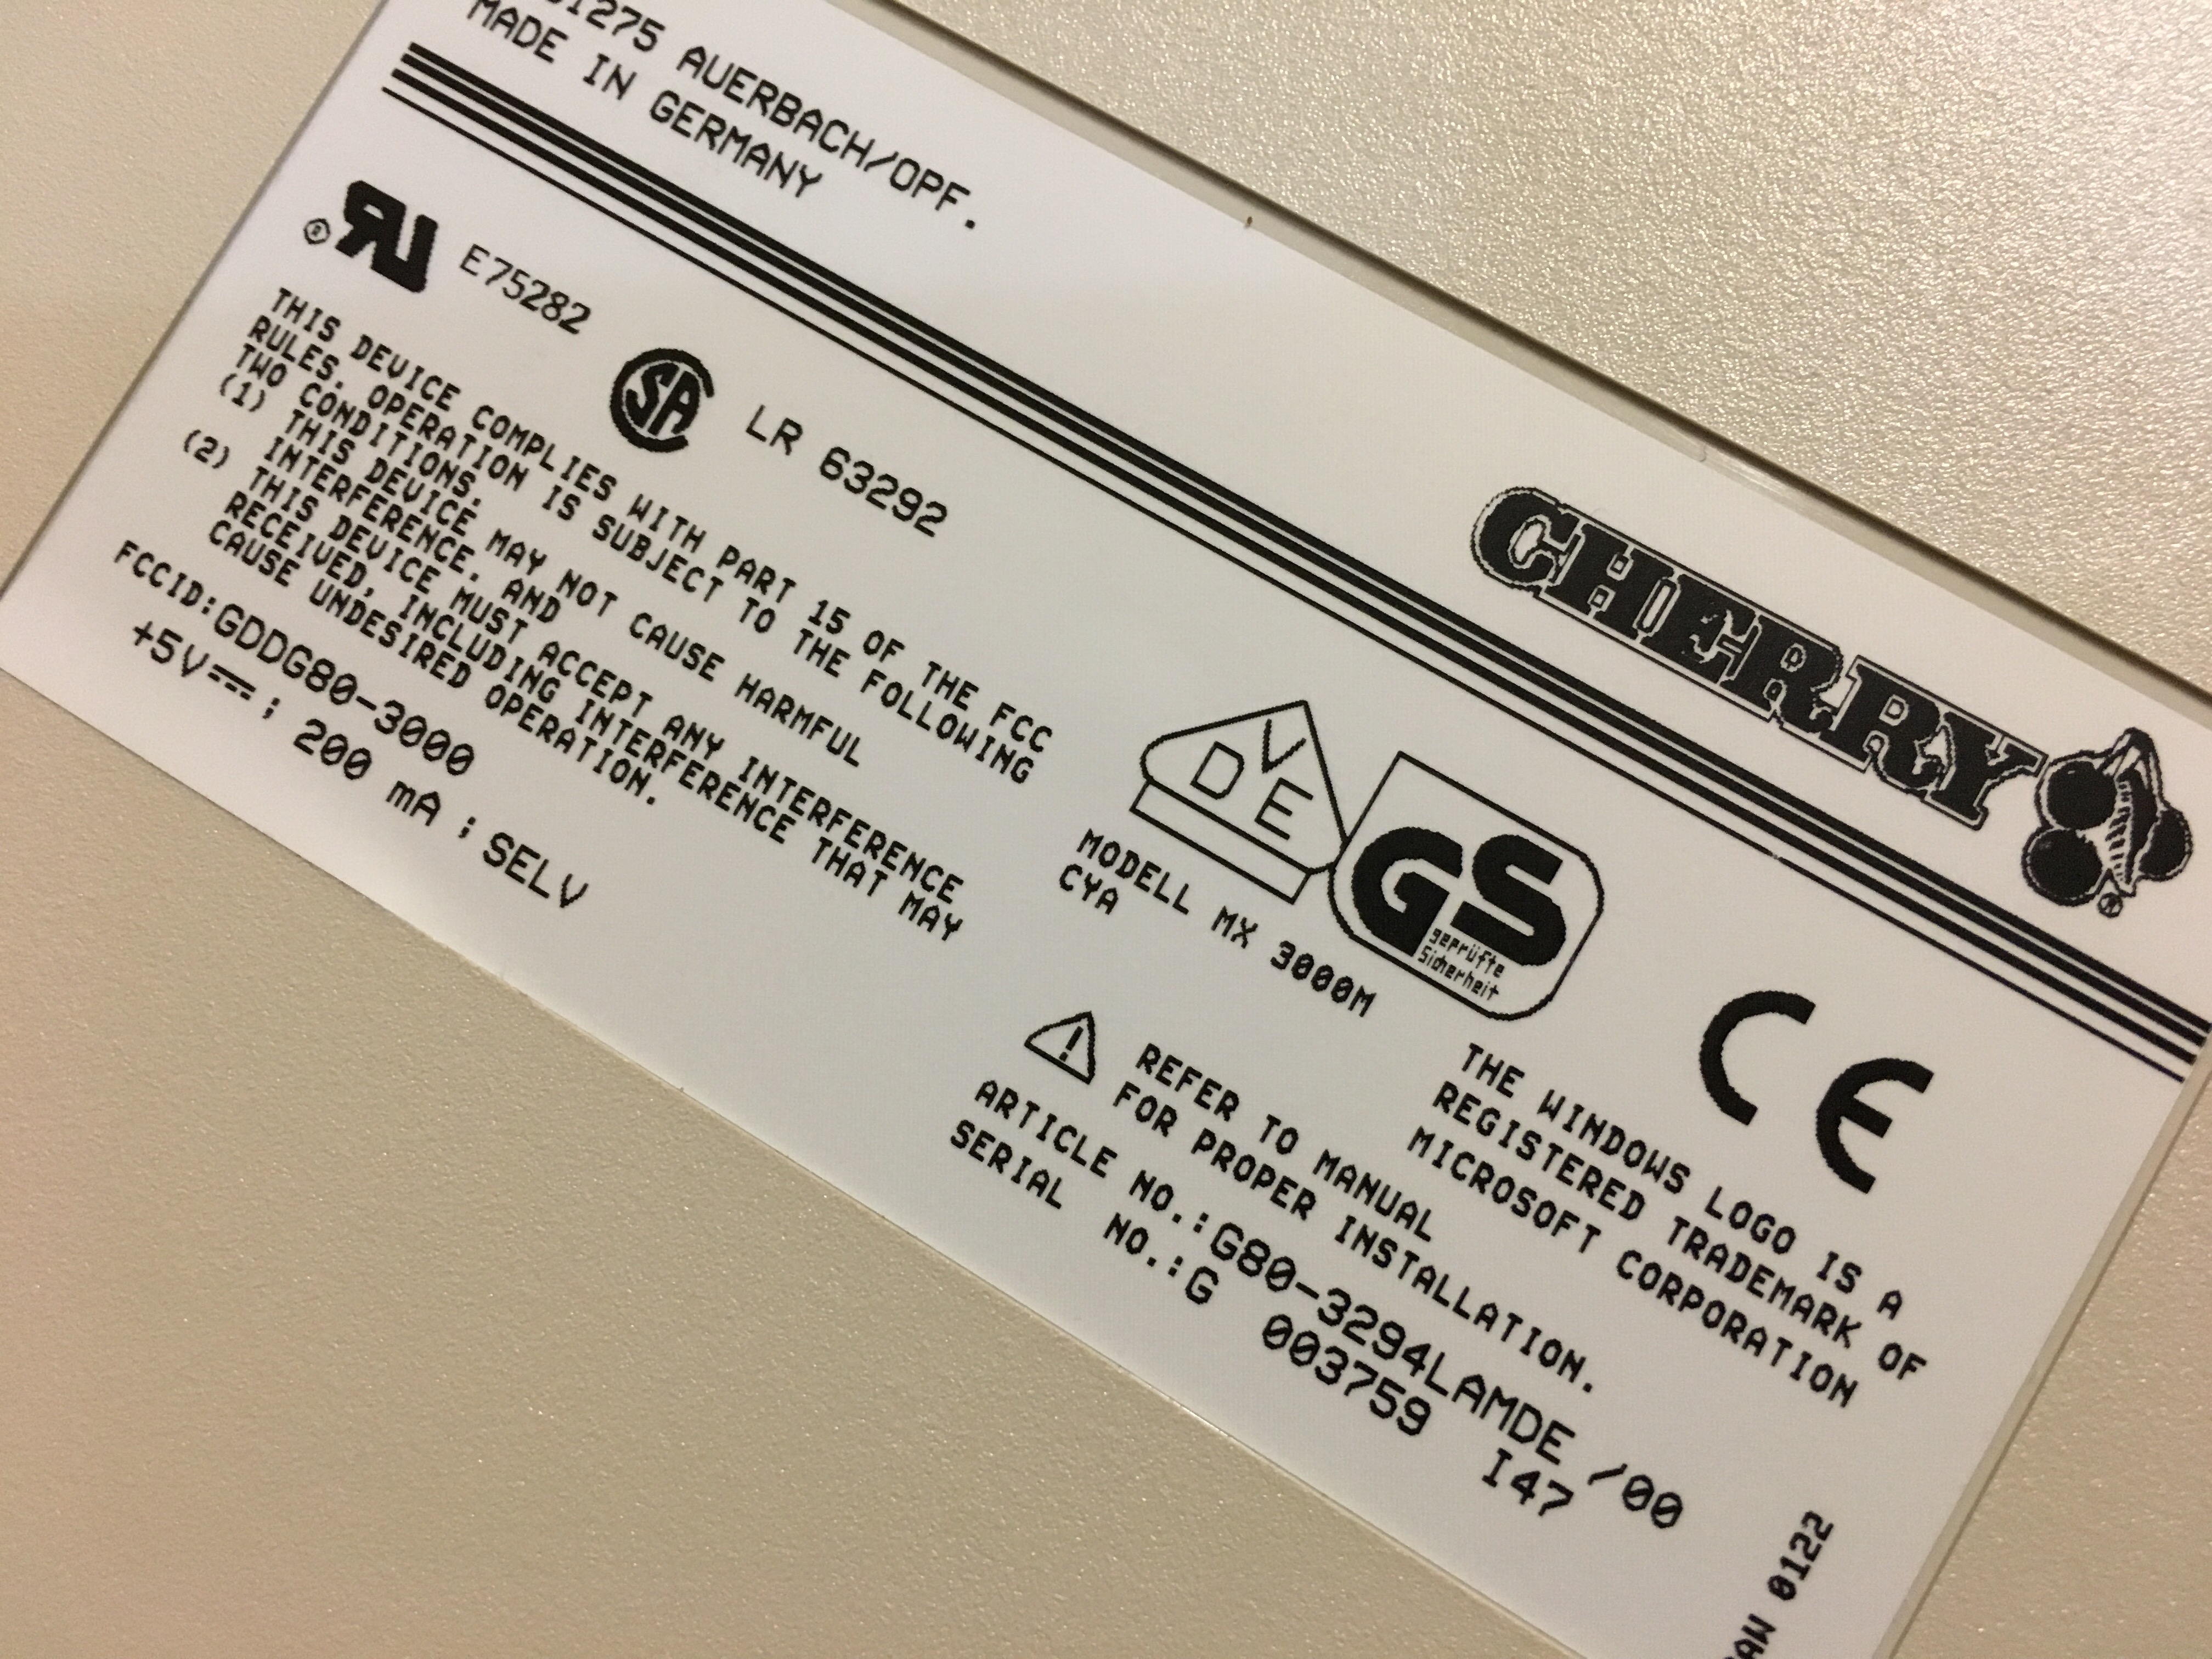 AUERBACH/OPF.
MADE IN GERMANY
CHERRY
®
® RU E75282
SA LR 63292
THIS DEVICE COMPLIES WITH PART 15 OF THE FCC
RULES. OPERATION IS SUBJECT TO THE FOLLOWING
TWO CONDITIONS.
(1) THIS DEVICE MAY NOT CAUSE HARMFUL
INTERFERENCE, AND
(2) THIS DEVICE MUST ACCEPT ANY INTERFERENCE
RECEIVED, INCLUDING INTERFERENCE THAT MAY
CAUSE UNDESIRED OPERATION.
FCCID:GDDG80-3000
+5V⎓; 200 mA ; SELV
VDE
GS
geprüfte
Sicherheit
CE
MODELL MX 3000M
CYA
THE WINDOWS LOGO IS A
REGISTERED TRADEMARK OF
MICROSOFT CORPORATION
! REFER TO MANUAL
FOR PROPER INSTALLATION.
ARTICLE NO.:G80-3294LAMDE /00
SERIAL NO.:G 003759 I47
0122